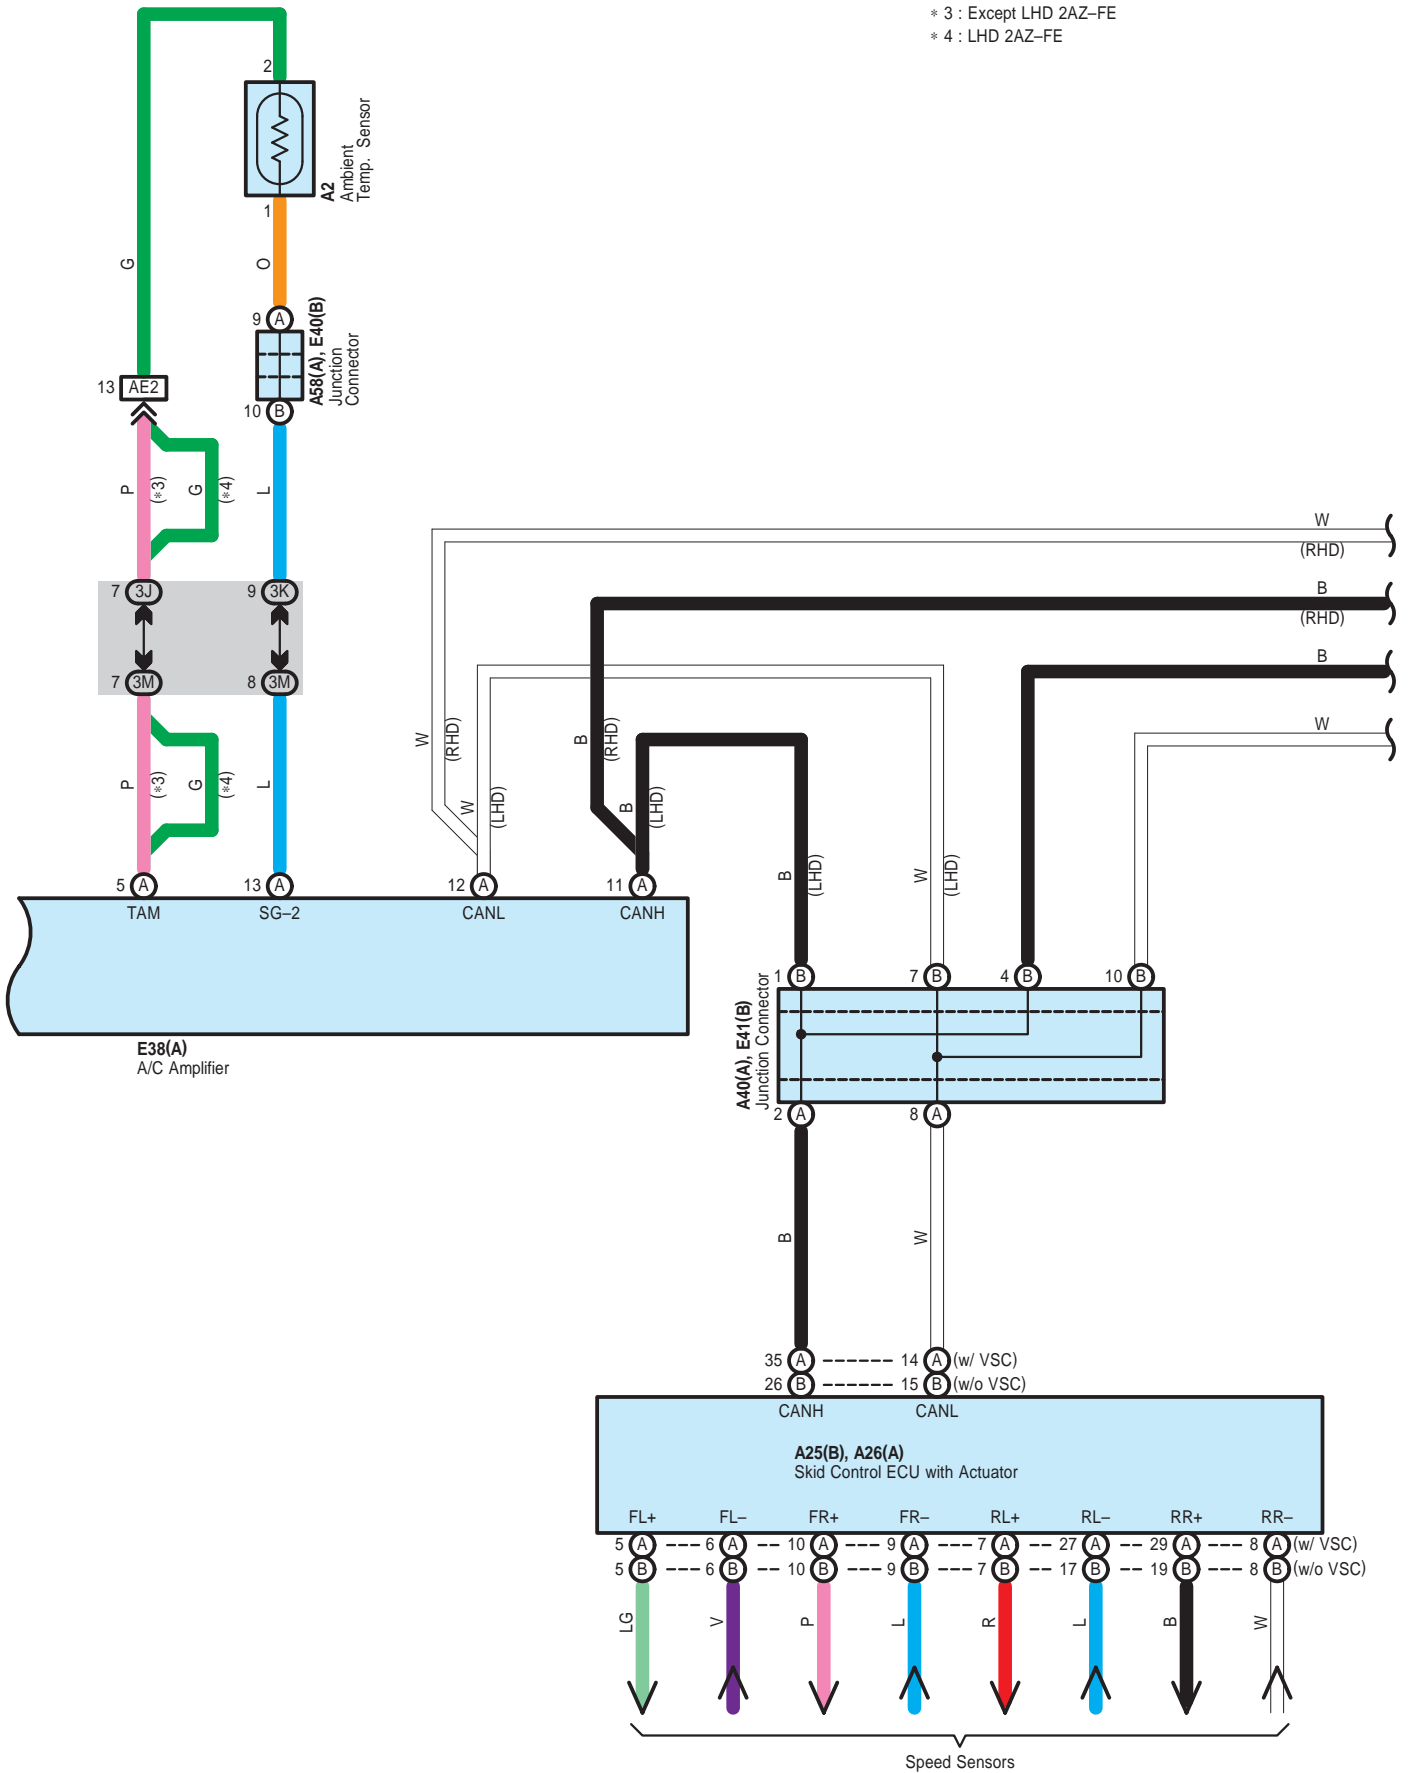 ∗ 3 : Except LHD 2AZ–FE
∗ 4 : LHD 2AZ–FE
2
A2
Ambient
Temp. Sensor
1
G
O
9 A
A58(A), E40(B)
Junction
Connector
13 AE2
10 B
P
(∗3)
G
(∗4)
L
W
(RHD)
B
(RHD)
B
W
7 3J
9 3K
7 3M
8 3M
P
(∗3)
G
(∗4)
L
W
(RHD)
W
(LHD)
B
(RHD)
B
(LHD)
B
(LHD)
W
(LHD)
5 A
13 A
12 A
11 A
TAM
SG–2
CANL
CANH
E38(A)
A/C Amplifier
1 B
7 B
4 B
10 B
A40(A), E41(B)
Junction Connector
2 A
8 A
B
W
35 A
14 A (w/ VSC)
26 B
15 B (w/o VSC)
CANH
CANL
A25(B), A26(A)
Skid Control ECU with Actuator
FL+ FL– FR+ FR– RL+ RL– RR+ RR–
5 A 6 A 10 A 9 A 7 A 27 A 29 A 8 A (w/ VSC)
5 B 6 B 10 B 9 B 7 B 17 B 19 B 8 B (w/o VSC)
LG V P L R L B W
Speed Sensors